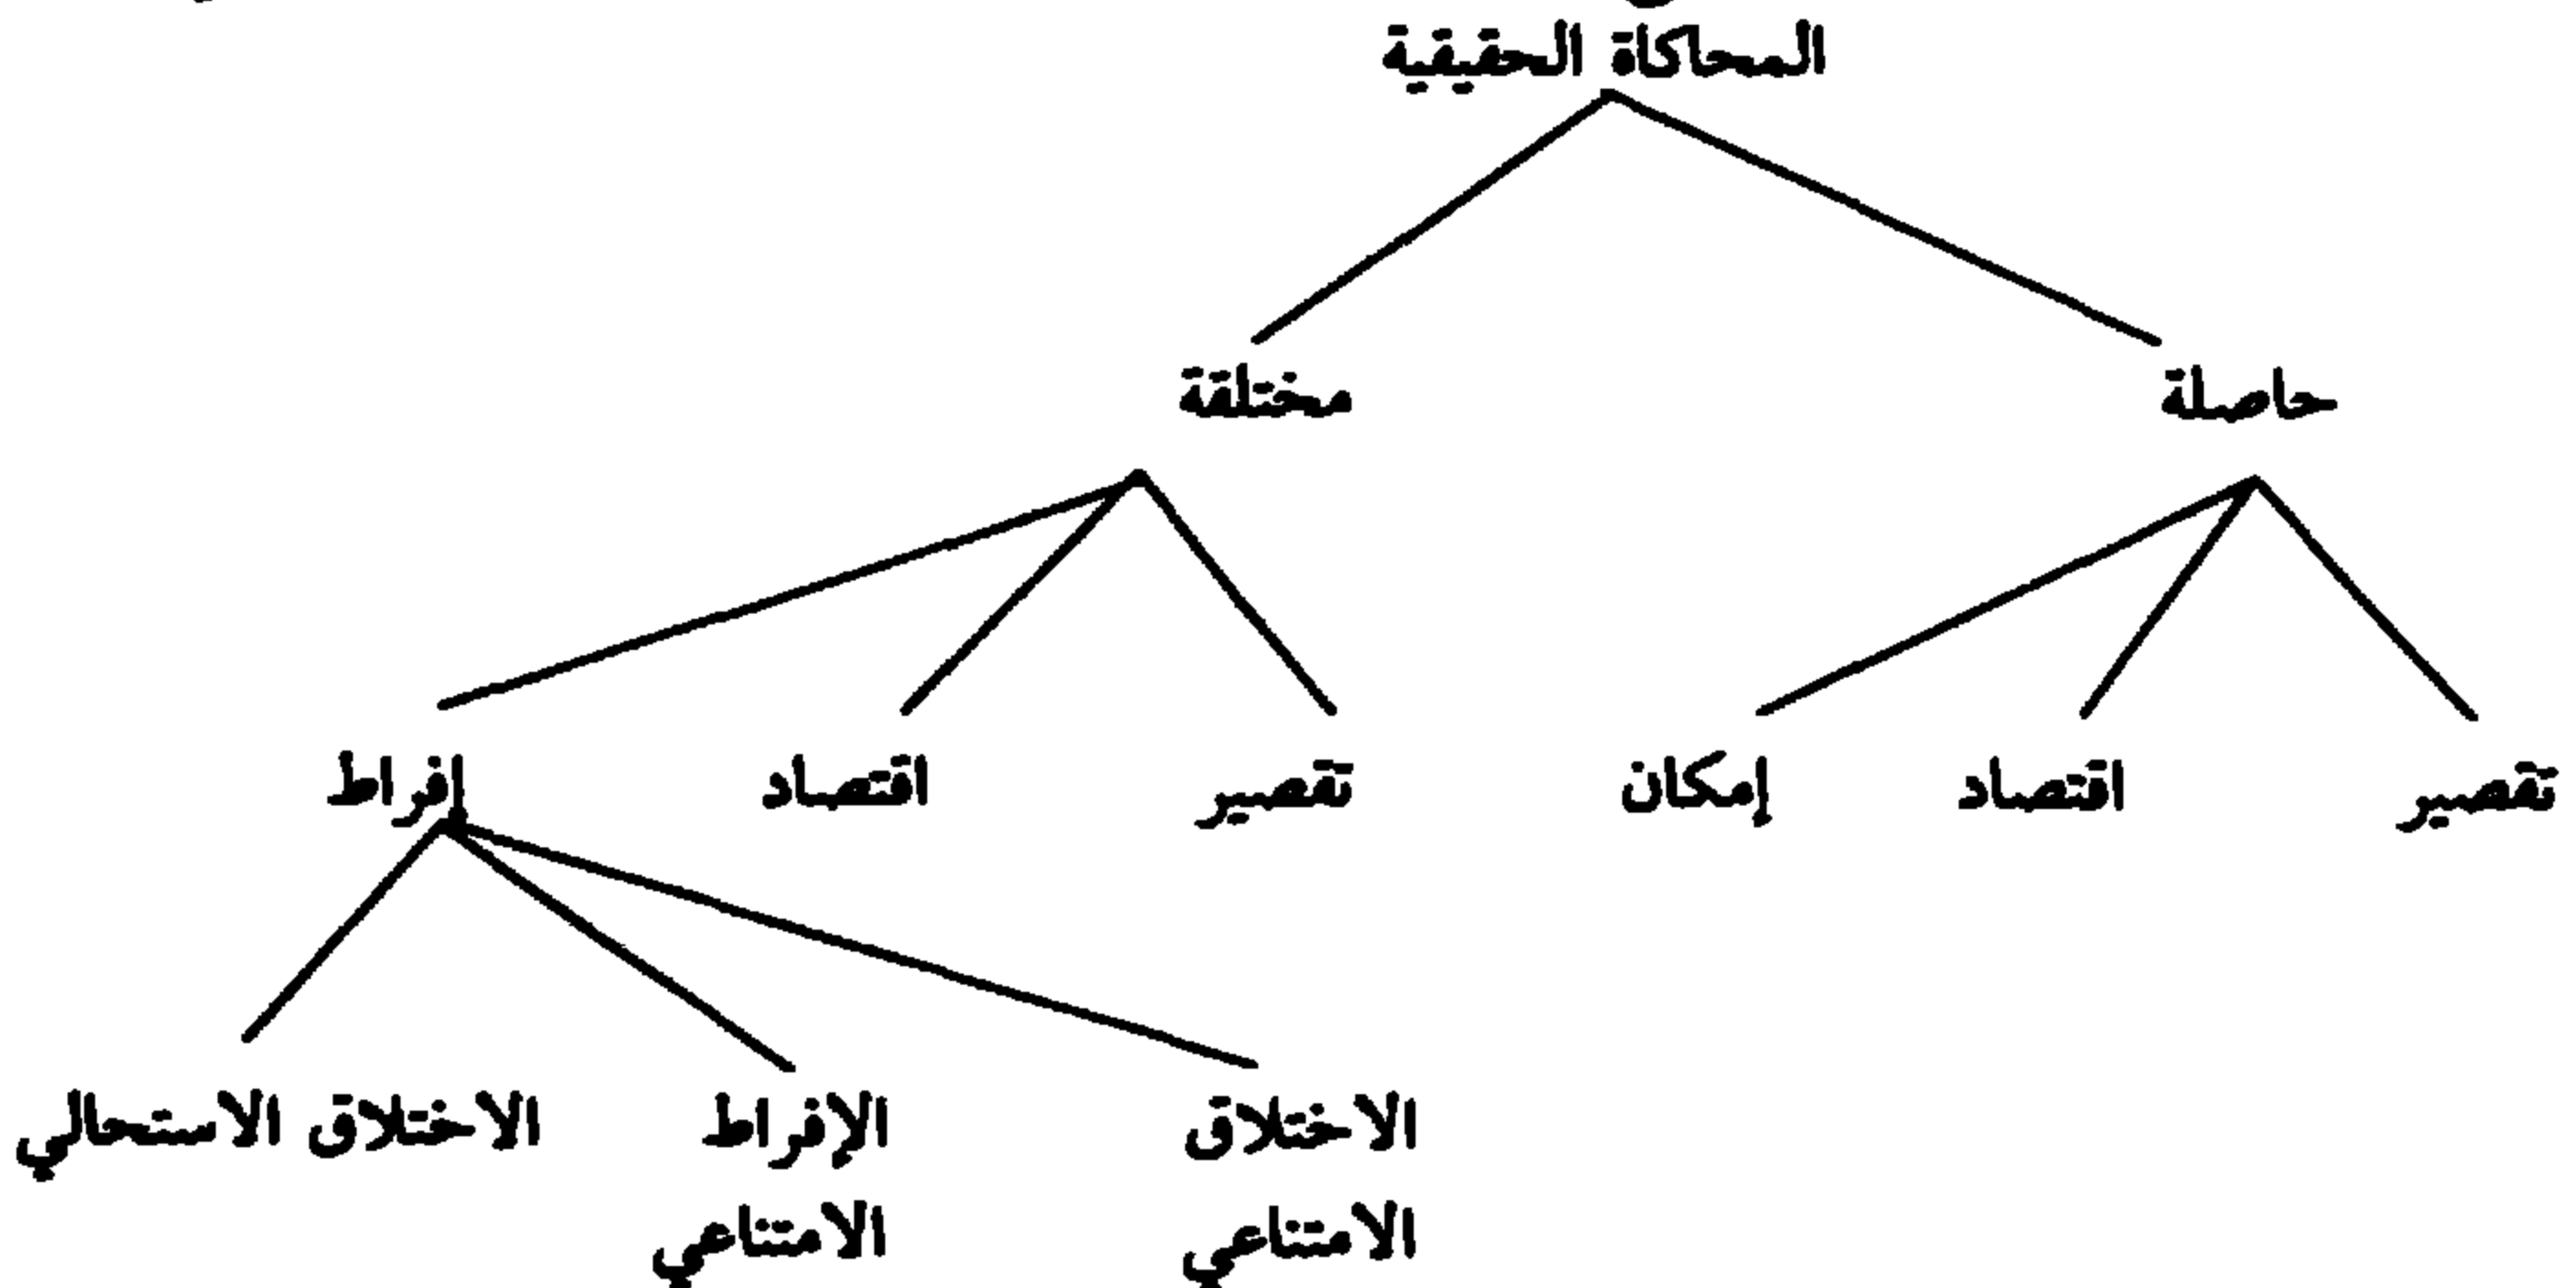 المحاكاة الحقيقية
حاصلة مختلقة
تقصير اقتصاد إمكان تقصير اقتصاد إفراط
الاختلاق الإفراط الاختلاق الاستحالي
الامتناعي الامتناعي